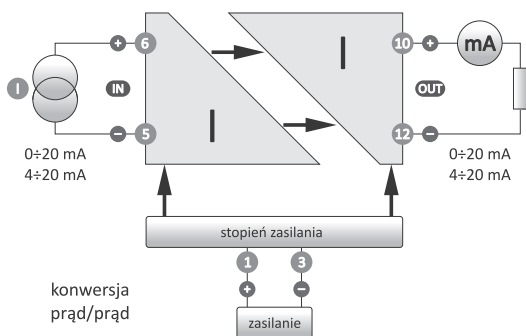 + 6
I IN
− 5
0÷20 mA
4÷20 mA
I
I
10 + mA
OUT
12 −
0÷20 mA
4÷20 mA
stopień zasilania
1 3
+ −
zasilanie
konwersja
prąd/prąd